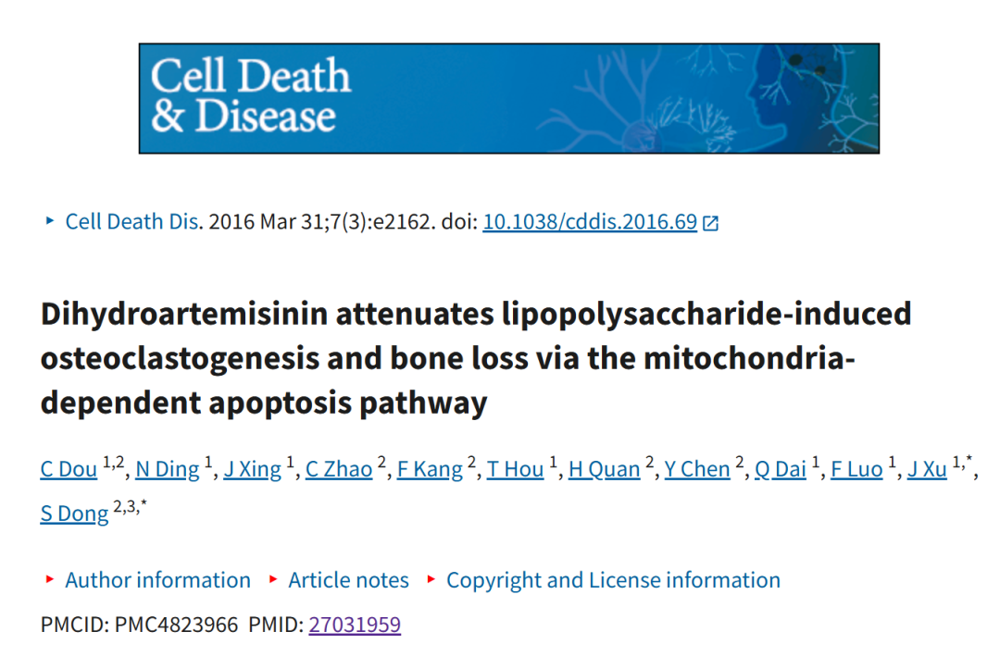 Cell Death
& Disease
Cell Death Dis. 2016 Mar 31;7(3):e2162. doi: 10.1038/cddis.2016.69
Dihydroartemisinin attenuates lipopolysaccharide-induced
osteoclastogenesis and bone loss via the mitochondria-
dependent apoptosis pathway
C Dou 1,2, N Ding 1, J Xing 1, C Zhao 2, F Kang 2, T Hou 1, H Quan 2, Y Chen 2, Q Dai 1, F Luo 1, J Xu 1,*,
S Dong 2,3,*
Author information ▸ Article notes ▸ Copyright and License information
PMCID: PMC4823966 PMID: 27031959